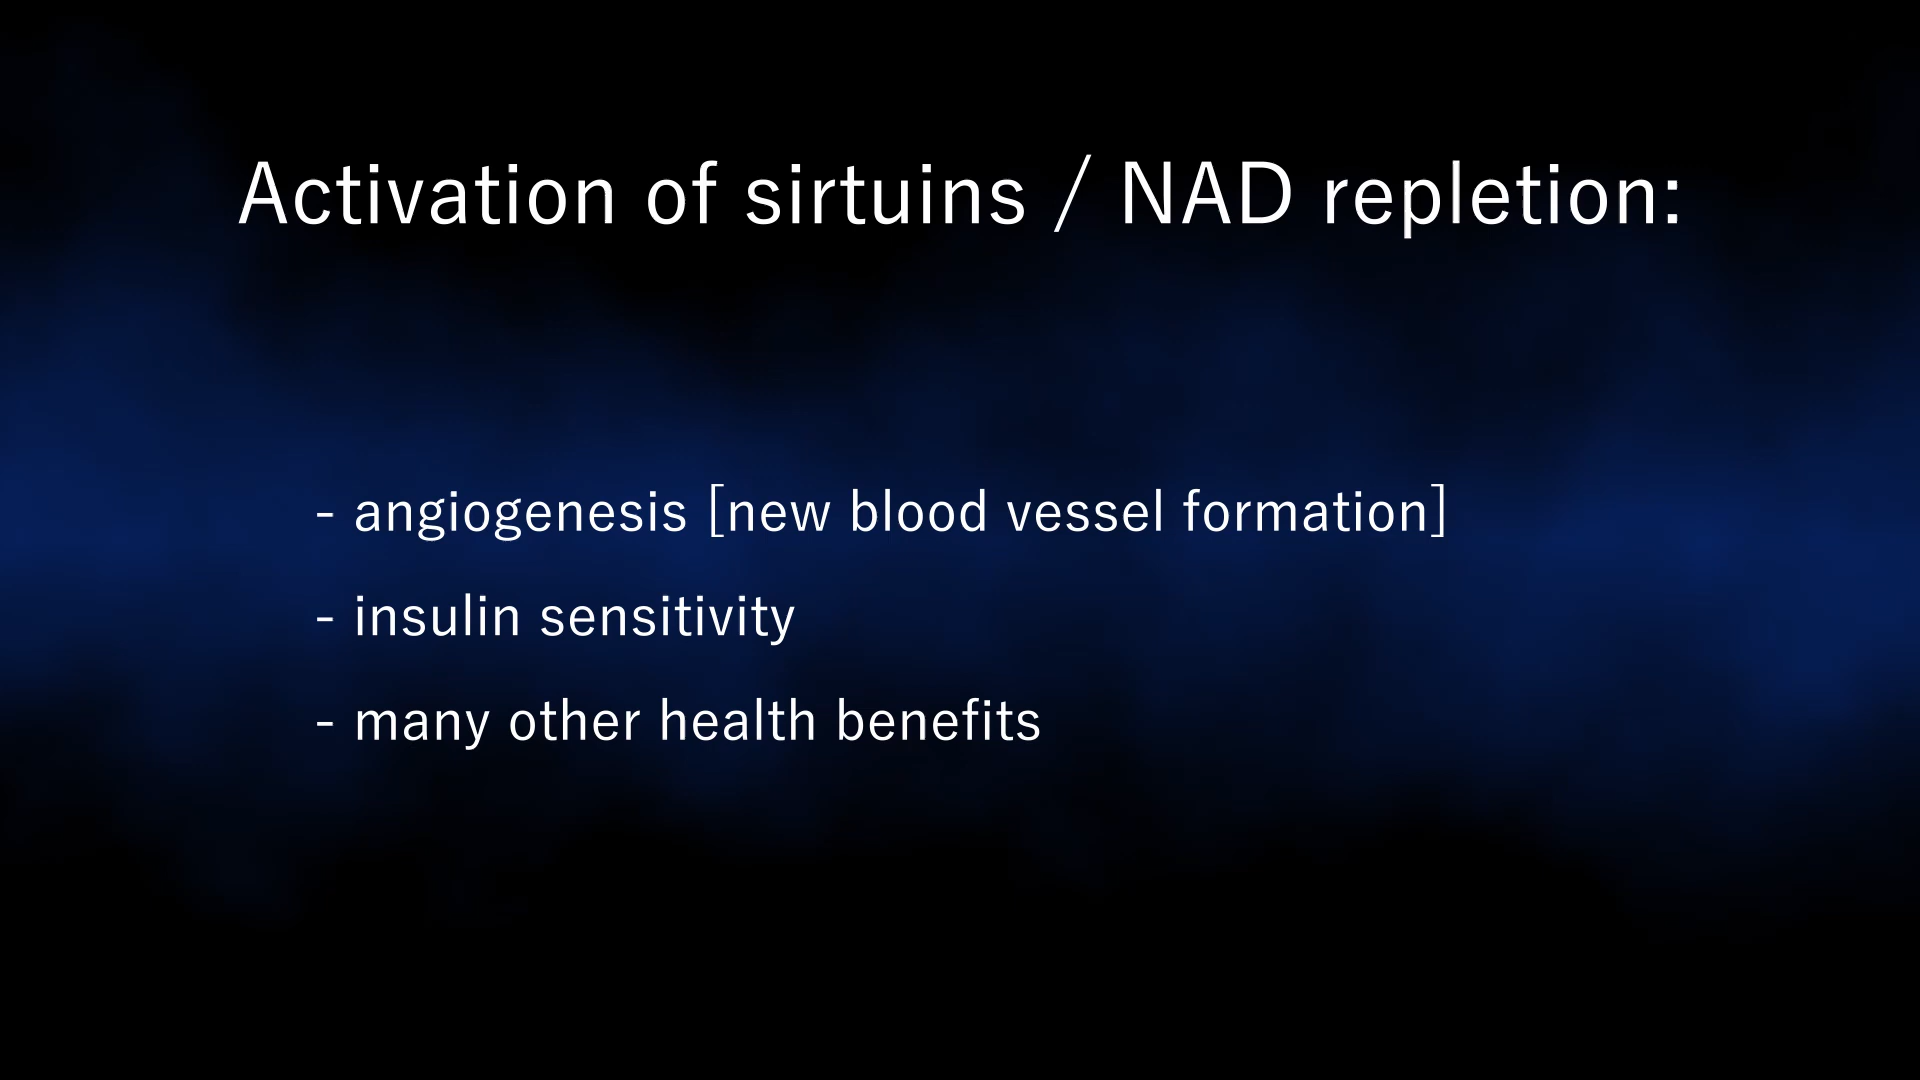 Activation of sirtuins / NAD repletion:
- angiogenesis [new blood vessel formation]
- insulin sensitivity
- many other health benefits